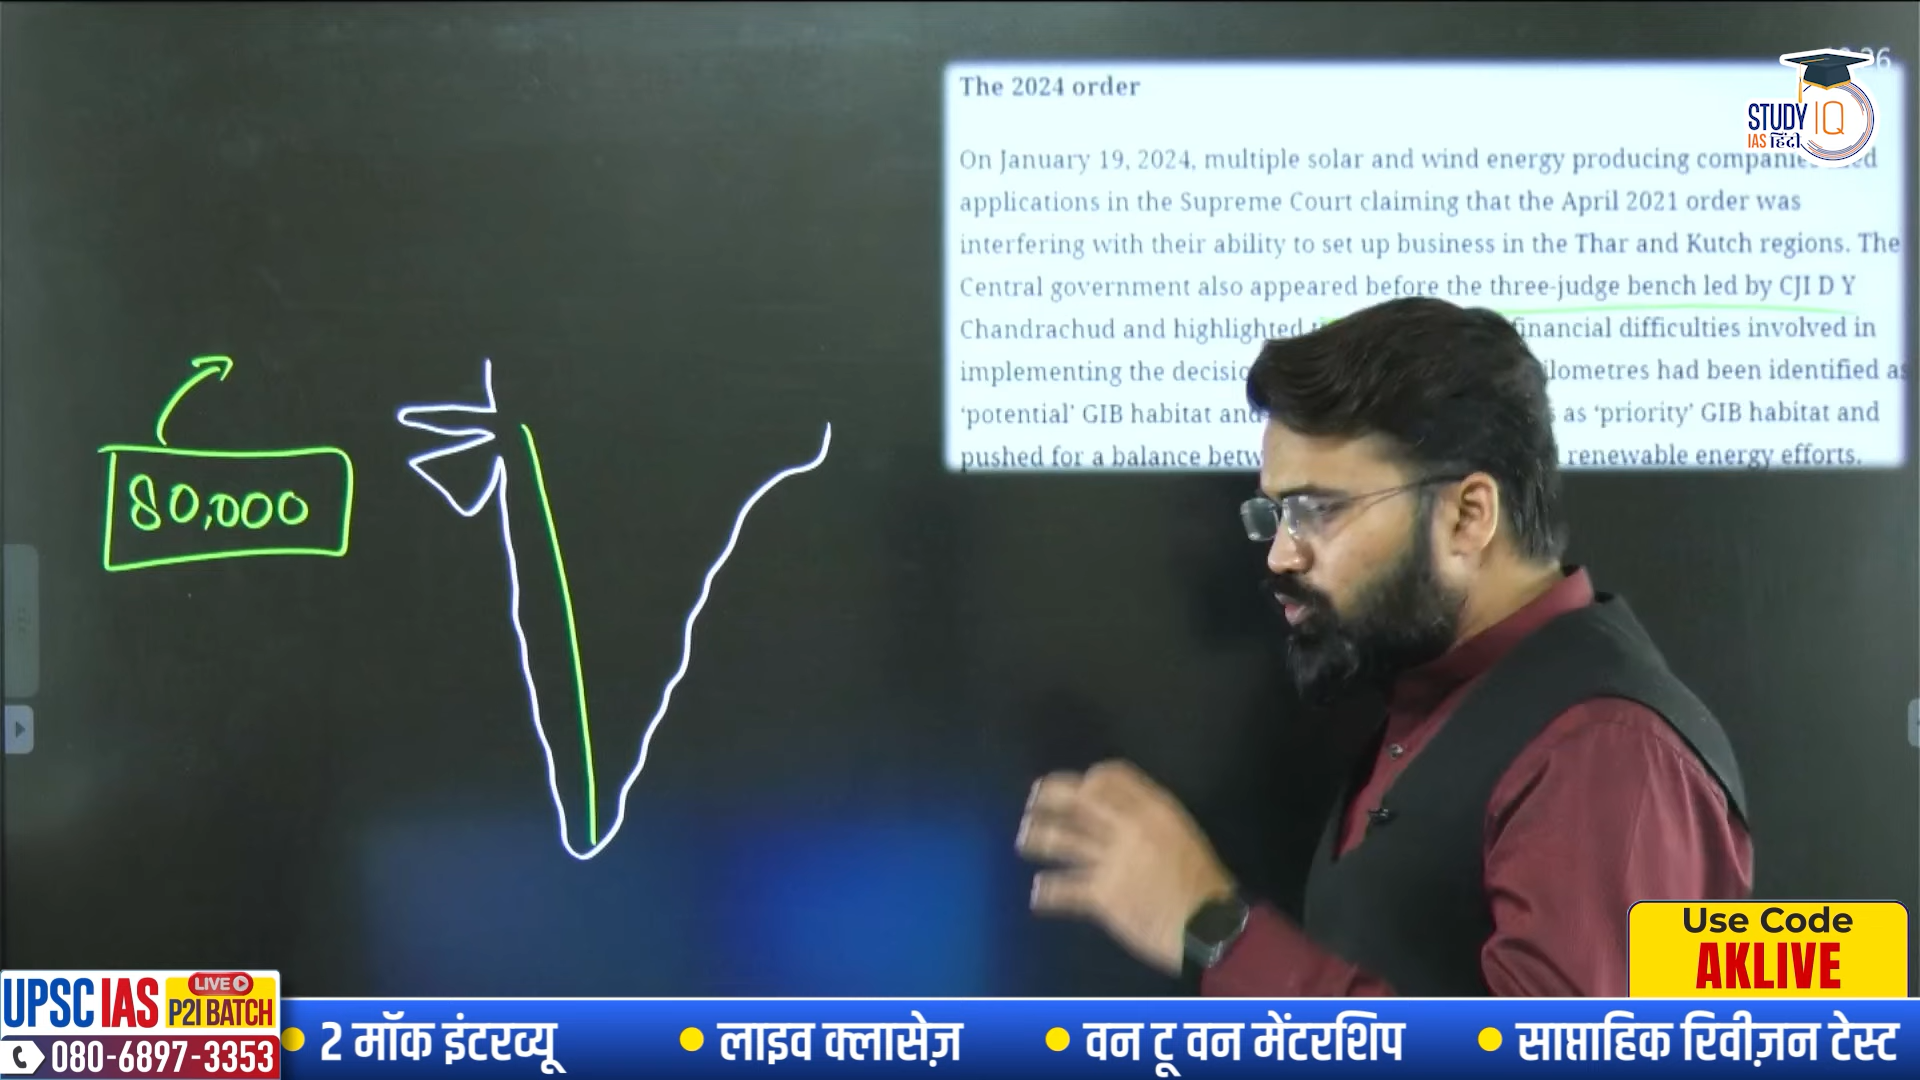 The 2024 order
On January 19, 2024, multiple solar and wind energy producing
applications in the Supreme Court claiming that the April 2021 order was
interfering with their ability to set up business in the Thar and Kutch regions. The
Central government also appeared before the three-judge bench led by CJI D Y
Chandrachud and highlighted financial difficulties involved in
implementing the had been identified as
‘potential’ GIB habitat and as ‘priority’ GIB habitat and
pushed for a balance renewable energy efforts.
STUDY IQ
IAS हिंदी
80,000
Use Code
AKLIVE
UPSC IAS
LIVE
P2I BATCH
080-6897-3353
2 मॉक इंटरव्यू
लाइव क्लासेज़
वन टू वन मेंटरशिप
साप्ताहिक रिवीज़न टेस्ट